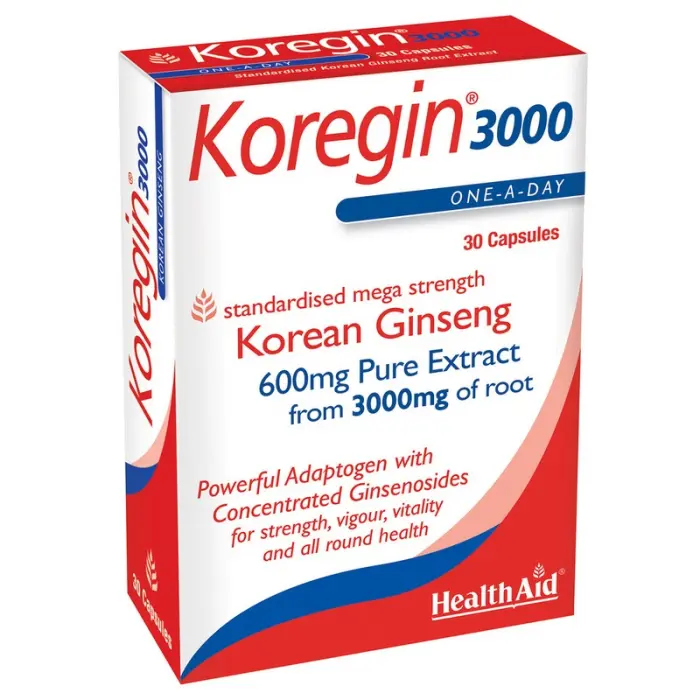 Koregin® 3000
30 Capsules
ONE-A-DAY
Standardised Korean Ginseng Root Extract
Koregin® 3000
ONE-A-DAY
30 Capsules
standardised mega strength
Korean Ginseng
600mg Pure Extract
from 3000mg of root
Powerful Adaptogen with
Concentrated Ginsenosides
for strength, vigour, vitality
and all round health
HealthAid®
Koregin® 3000
KOREAN GINSENG
30 Capsules